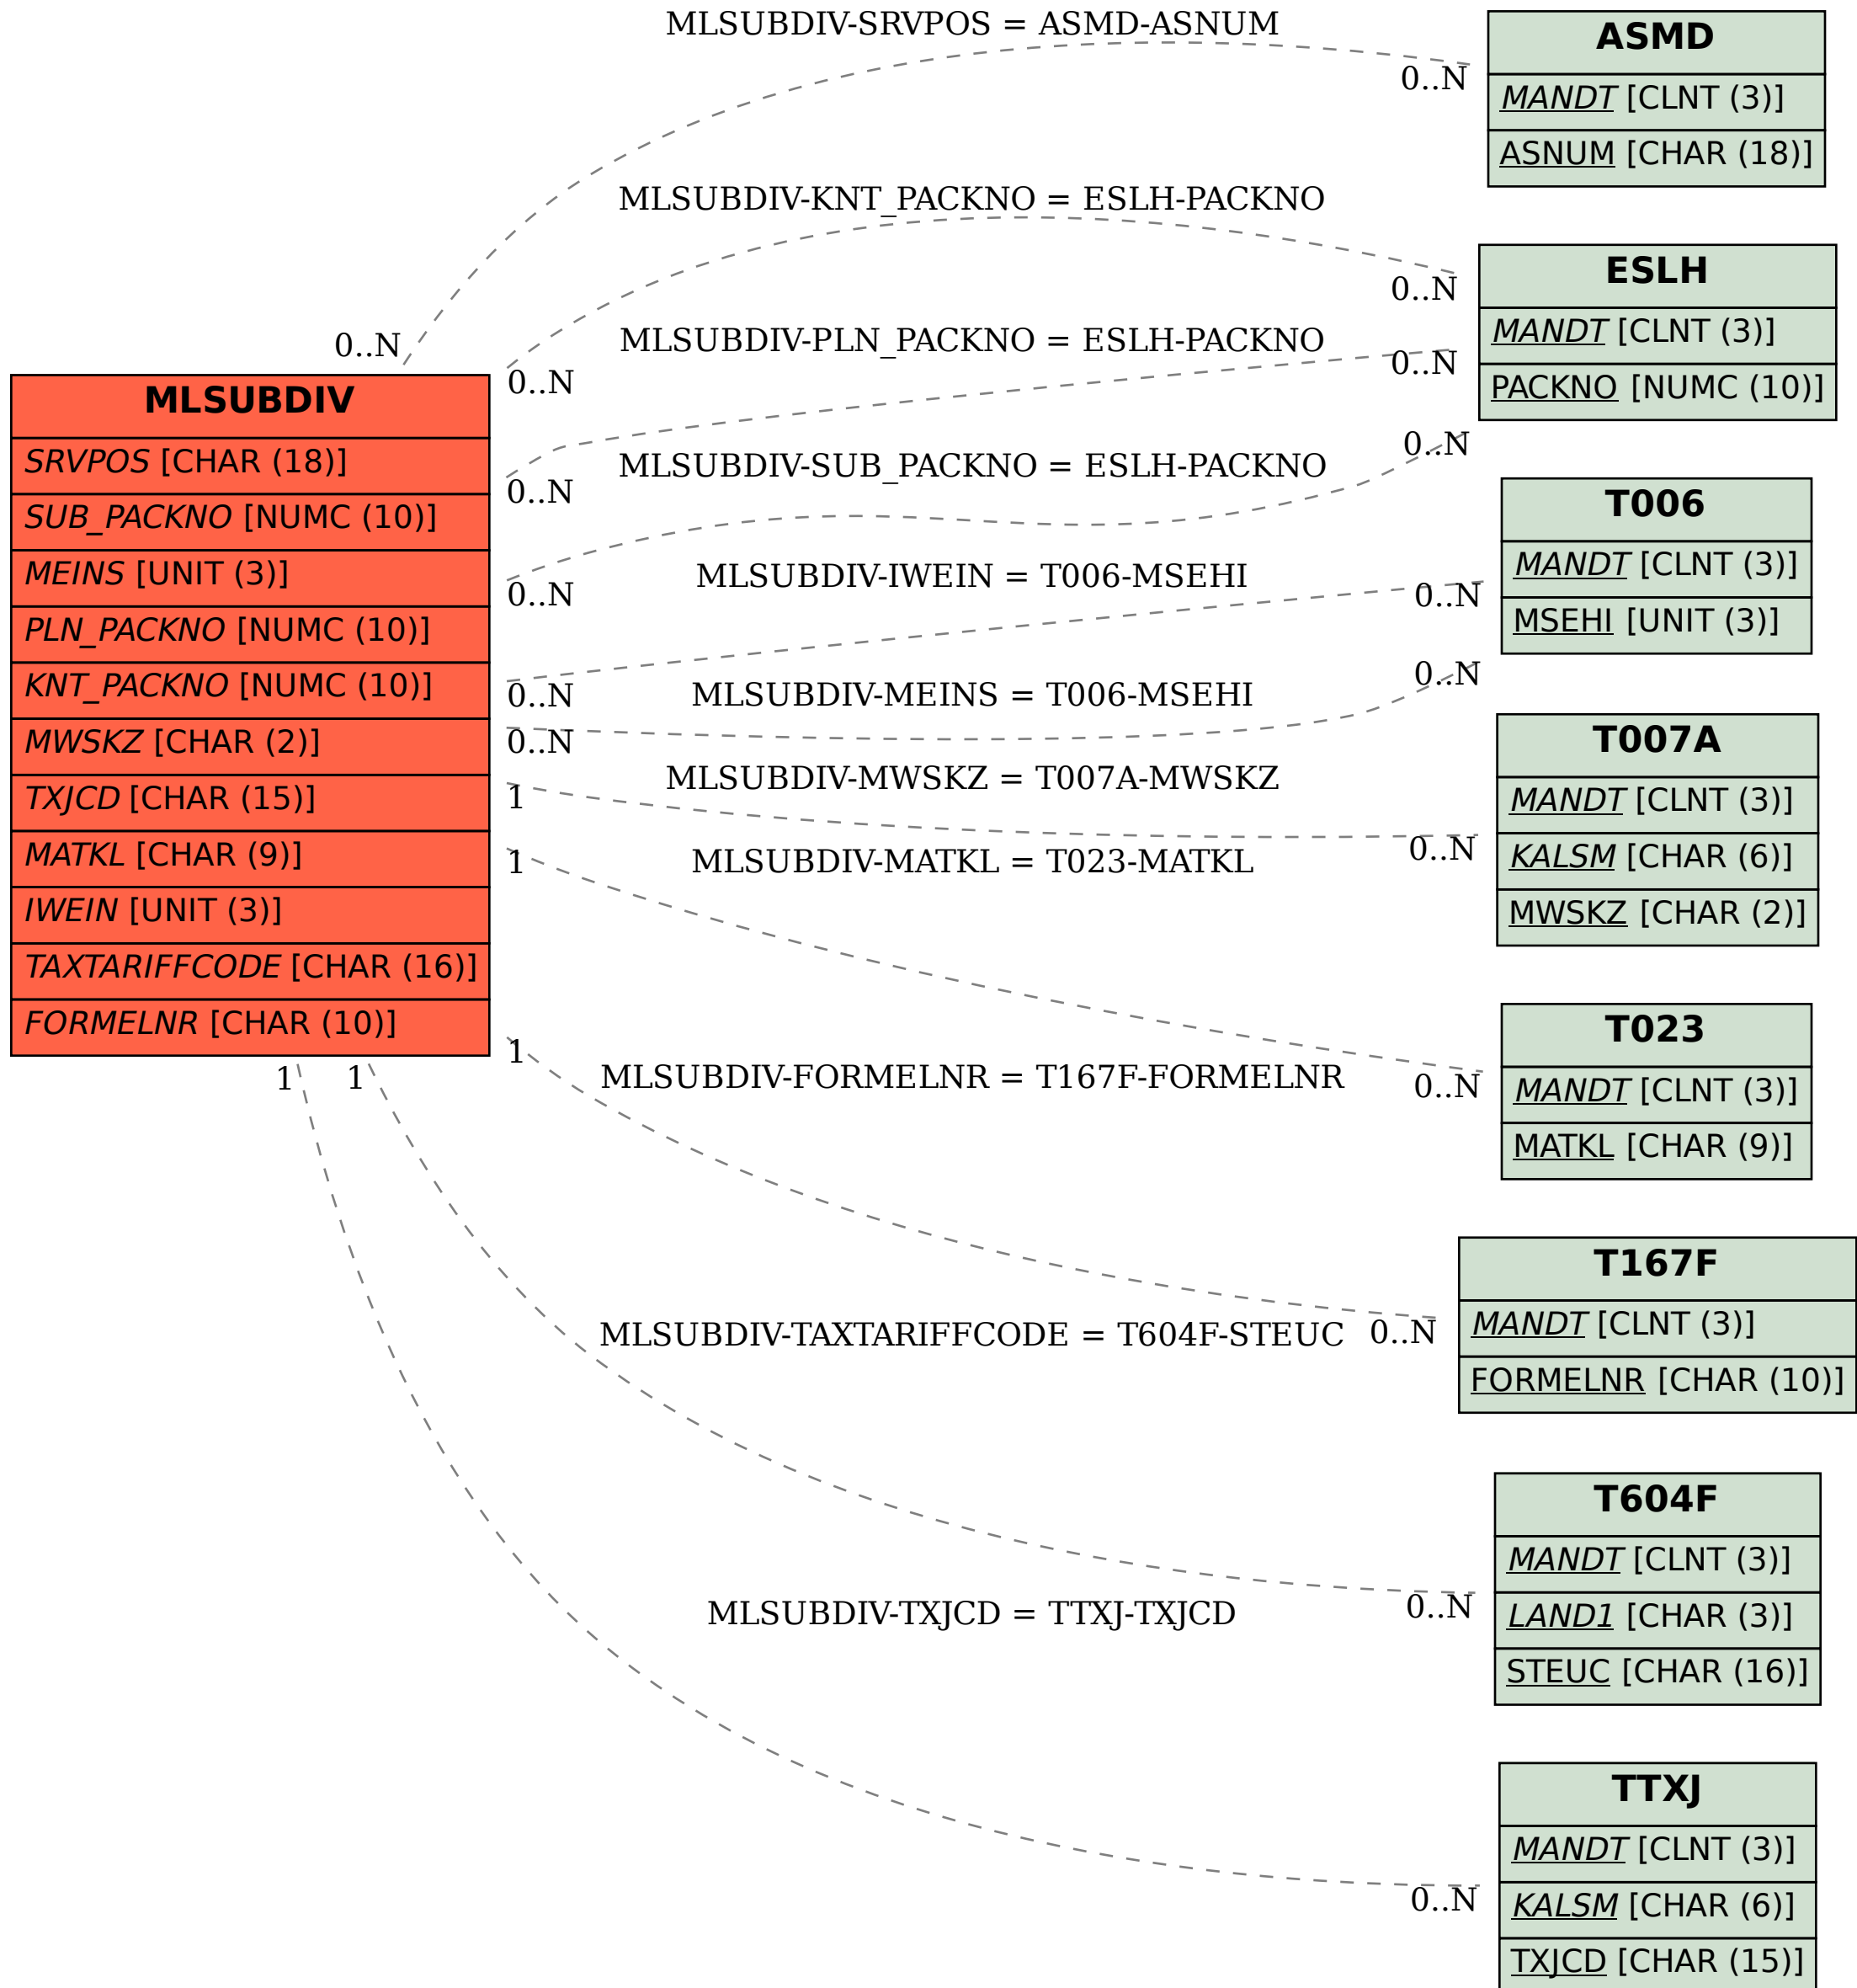 MLSUBDIV-SRVPOS = ASMD-ASNUM
0..N
0..N
MLSUBDIV-KNT_PACKNO = ESLH-PACKNO
0..N
0..N
MLSUBDIV-PLN_PACKNO = ESLH-PACKNO
0..N
0..N
MLSUBDIV-SUB_PACKNO = ESLH-PACKNO
0..N
0..N
MLSUBDIV-IWEIN = T006-MSEHI
0..N
0..N
MLSUBDIV-MEINS = T006-MSEHI
0..N
0..N
MLSUBDIV-MWSKZ = T007A-MWSKZ
1
0..N
MLSUBDIV-MATKL = T023-MATKL
1
0..N
MLSUBDIV-FORMELNR = T167F-FORMELNR
1
0..N
MLSUBDIV-TAXTARIFFCODE = T604F-STEUC
1
0..N
MLSUBDIV-TXJCD = TTXJ-TXJCD
1
0..N
MLSUBDIV
SRVPOS [CHAR (18)]
SUB_PACKNO [NUMC (10)]
MEINS [UNIT (3)]
PLN_PACKNO [NUMC (10)]
KNT_PACKNO [NUMC (10)]
MWSKZ [CHAR (2)]
TXJCD [CHAR (15)]
MATKL [CHAR (9)]
IWEIN [UNIT (3)]
TAXTARIFFCODE [CHAR (16)]
FORMELNR [CHAR (10)]
ASMD
MANDT [CLNT (3)]
ASNUM [CHAR (18)]
ESLH
MANDT [CLNT (3)]
PACKNO [NUMC (10)]
T006
MANDT [CLNT (3)]
MSEHI [UNIT (3)]
T007A
MANDT [CLNT (3)]
KALSM [CHAR (6)]
MWSKZ [CHAR (2)]
T023
MANDT [CLNT (3)]
MATKL [CHAR (9)]
T167F
MANDT [CLNT (3)]
FORMELNR [CHAR (10)]
T604F
MANDT [CLNT (3)]
LAND1 [CHAR (3)]
STEUC [CHAR (16)]
TTXJ
MANDT [CLNT (3)]
KALSM [CHAR (6)]
TXJCD [CHAR (15)]